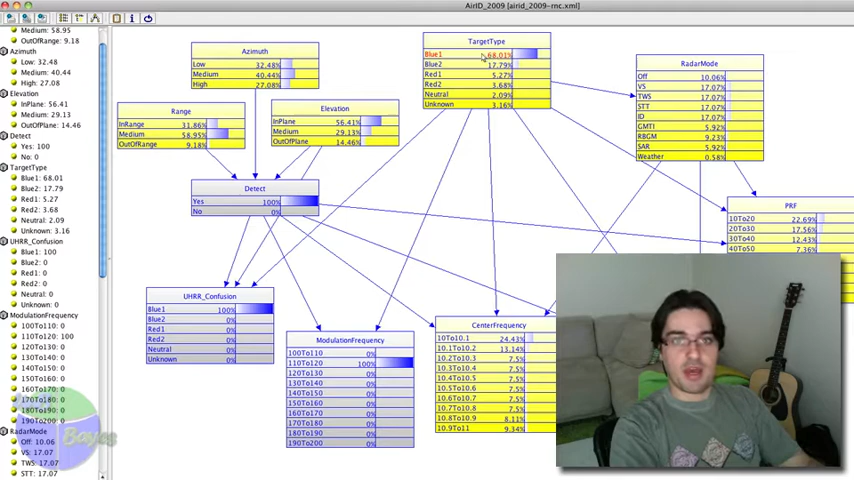 AirID_2009 [airid_2009-rnc.xml]
Medium: 8.95
OutOfRange: 9.18
Azimuth
Low: 32.48
Medium: 40.44
High: 27.08
Elevation
InPlane: 56.41
Medium: 29.13
OutOfPlane: 14.46
Detect
Yes: 100
No: 0
TargetType
Blue1: 68.01
Blue2: 17.79
Red1: 5.27
Red2: 3.68
Neutral: 2.09
Unknown: 3.16
UHRR_Confusion
Blue1: 100
Blue2: 0
Red1: 0
Red2: 0
Neutral: 0
Unknown: 0
ModulationFrequency
100To110: 0
110To120: 100
120To130: 0
130To140: 0
140To150: 0
150To160: 0
160To170: 0
170To180: 0
180To190: 0
190To200: 0
RadarMode
Off: 10.06
VS: 17.07
TWS: 17.07
STT: 17.07
Azimuth
Low 32.48%
Medium 40.44%
High 27.08%
TargetType
Blue1 68.01%
Blue2 17.79%
Red1 5.27%
Red2 3.68%
Neutral 2.09%
Unknown 3.16%
RadarMode
Off 10.06%
VS 17.07%
TWS 17.07%
STT 17.07%
ID 17.07%
GMTI 5.92%
RBGM 9.23%
SAR 5.92%
Weather 0.58%
Range
InRange 31.86%
Medium 58.95%
OutOfRange 9.18%
Elevation
InPlane 56.41%
Medium 29.13%
OutOfPlane 14.46%
Detect
Yes 100%
No 0%
PRF
10To20 22.69%
20To30 17.56%
30To40 12.43%
40To50 7.36%
UHRR_Confusion
Blue1 100%
Blue2 0%
Red1 0%
Red2 0%
Neutral 0%
Unknown 0%
ModulationFrequency
100To110 0%
110To120 100%
120To130 0%
130To140 0%
140To150 0%
150To160 0%
160To170 0%
170To180 0%
180To190 0%
190To200 0%
CenterFrequency
10To10.1 24.43%
10.1To10.2 13.14%
10.2To10.3 7.5%
10.3To10.4 7.5%
10.4To10.5 7.5%
10.5To10.6 7.5%
10.6To10.7 7.5%
10.7To10.8 7.5%
10.8To10.9 8.11%
10.9To11 9.34%
Bayes